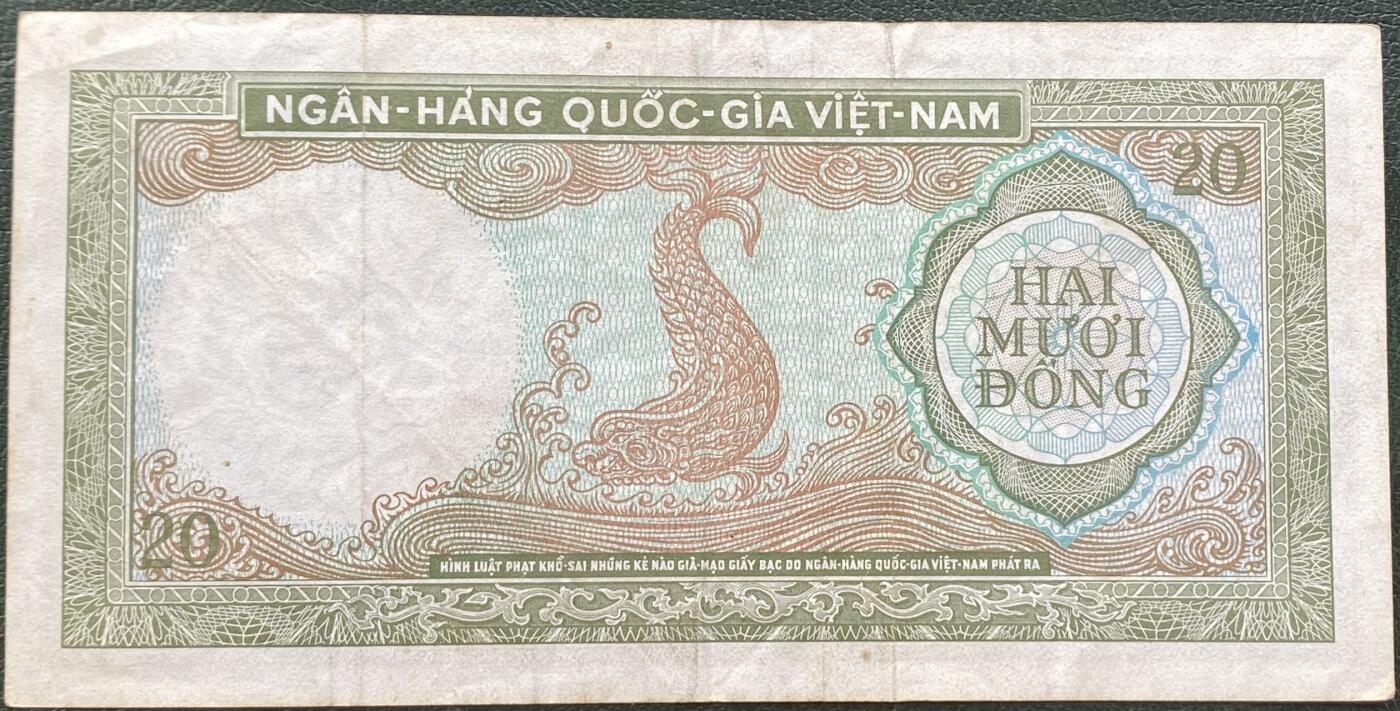 NGÂN-HÀNG QUỐC-GIA VIỆT-NAM
20
HAI
MƯƠI
ĐỒNG
20
HÌNH LUẬT PHẠT KHỔ-SAI NHỮNG KẺ NÀO GIẢ-MẠO GIẤY BẠC DO NGÂN-HÀNG QUỐC-GIA VIỆT-NAM PHÁT RA